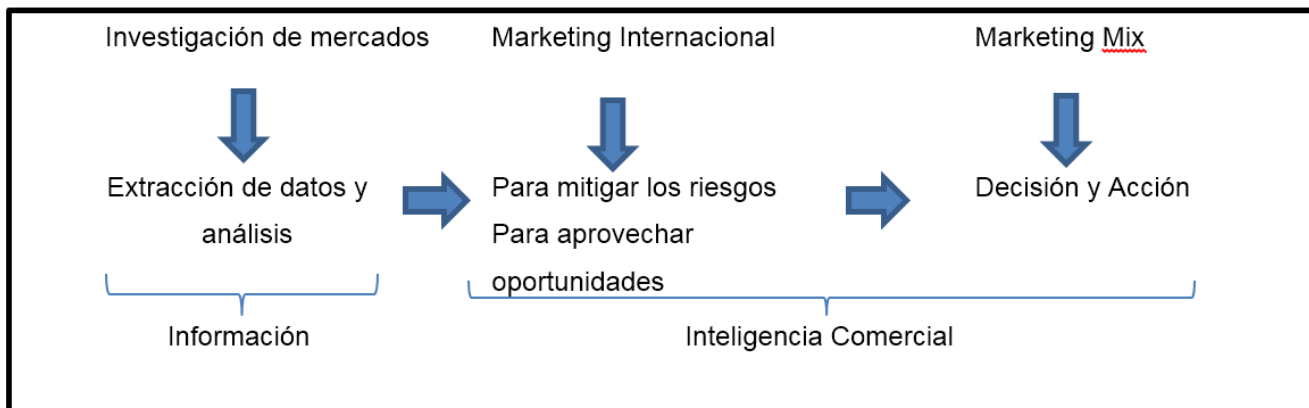 Investigación de mercados
Marketing Internacional
Marketing Mix
Extracción de datos y
análisis
Para mitigar los riesgos
Para aprovechar
oportunidades
Decisión y Acción
Información
Inteligencia Comercial